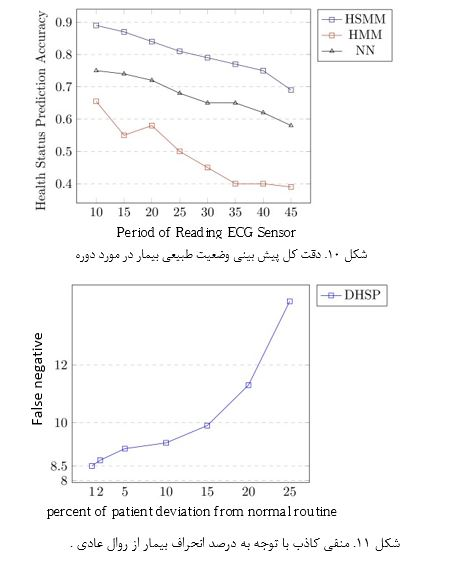 0.9
0.8
0.7
0.6
0.5
0.4
Health Status Prediction Accuracy
HSMM
HMM
NN
10 15 20 25 30 35 40 45
Period of Reading ECG Sensor
شکل ۱۰. دقت کل پیش بینی وضعیت طبیعی بیمار در مورد دوره
DHSP
12
10
8.5
8
False negative
1 2 5 10 15 20 25
percent of patient deviation from normal routine
شکل ۱۱. منفی کاذب با توجه به درصد انحراف بیمار از روال عادی .